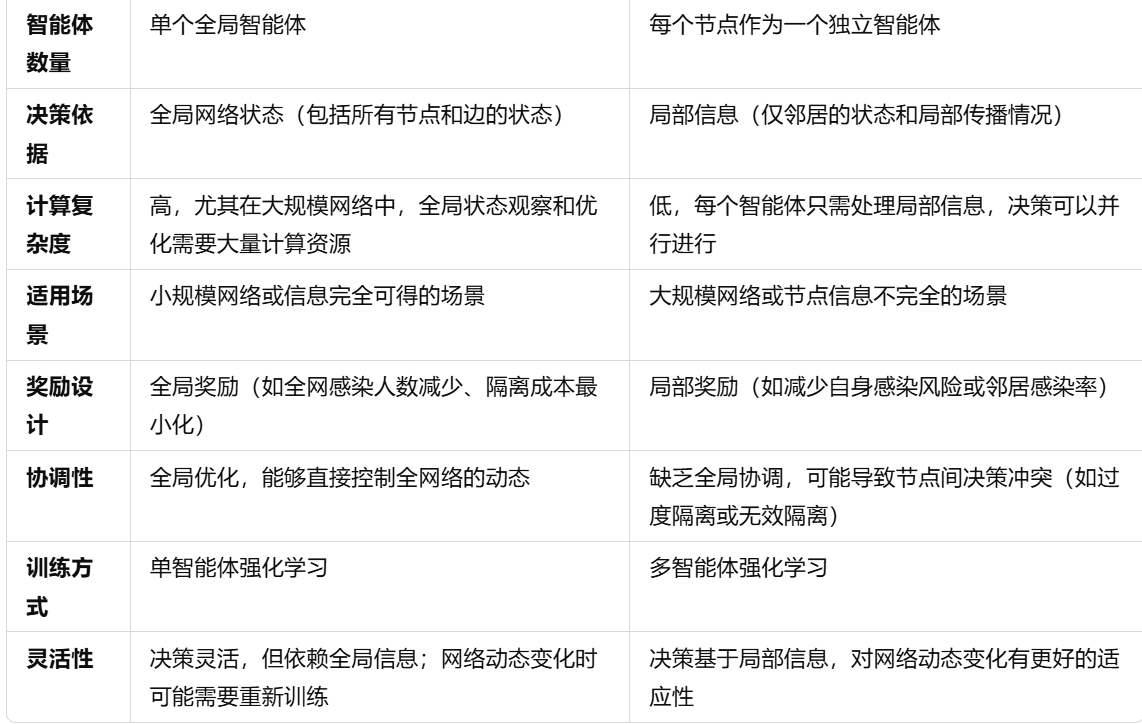 智能体 单个全局智能体 每个节点作为一个独立智能体
数量
决策依 全局网络状态（包括所有节点和边的状态） 局部信息（仅邻居的状态和局部传播情况）
据
计算复 高，尤其在大规模网络中，全局状态观察和优 低，每个智能体只需处理局部信息，决策可以并
杂度 化需要大量计算资源 行进行
适用场 小规模网络或信息完全可得的场景 大规模网络或节点信息不完全的场景
景
奖励设 全局奖励（如全网感染人数减少、隔离成本最 局部奖励（如减少自身感染风险或邻居感染率）
计 小化）
协调性 全局优化，能够直接控制全网络的动态 缺乏全局协调，可能导致节点间决策冲突（如过
度隔离或无效隔离）
训练方 单智能体强化学习 多智能体强化学习
式
灵活性 决策灵活，但依赖全局信息；网络动态变化时 决策基于局部信息，对网络动态变化有更好的适
可能需要重新训练 应性